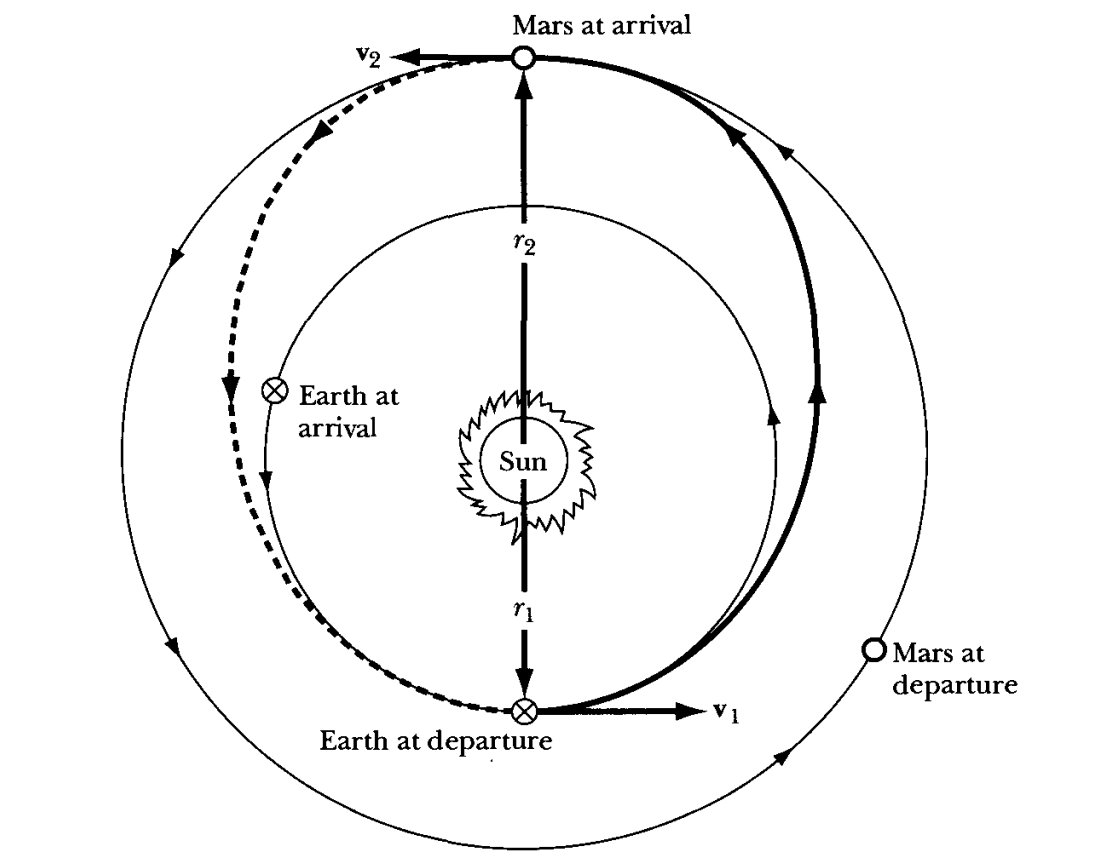 Mars at arrival
v₂
r₂
Earth at
arrival
Sun
r₁
Mars at
departure
v₁
Earth at departure